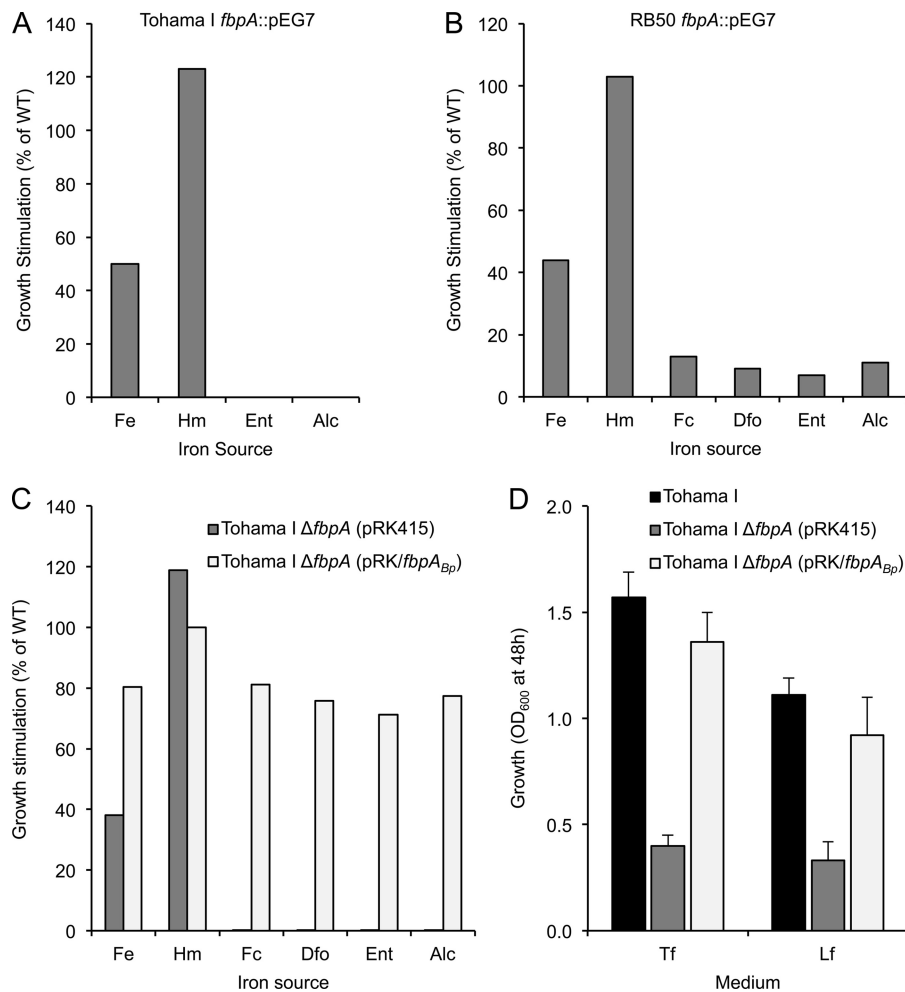 A
Tohama I fbpA::pEG7
Growth Stimulation (% of WT)
140
120
100
80
60
40
20
0
Fe Hm Ent Alc
Iron Source
B
RB50 fbpA::pEG7
Growth Stimulation (% of WT)
120
100
80
60
40
20
0
Fe Hm Fc Dfo Ent Alc
Iron source
C
Growth stimulation (% of WT)
140
120
100
80
60
40
20
0
Tohama I ΔfbpA (pRK415)
Tohama I ΔfbpA (pRK/fbpABp)
Fe Hm Fc Dfo Ent Alc
Iron source
D
Tohama I
Tohama I ΔfbpA (pRK415)
Tohama I ΔfbpA (pRK/fbpABp)
Growth (OD600 at 48h)
2.0
1.5
1.0
0.5
0.0
Tf Lf
Medium